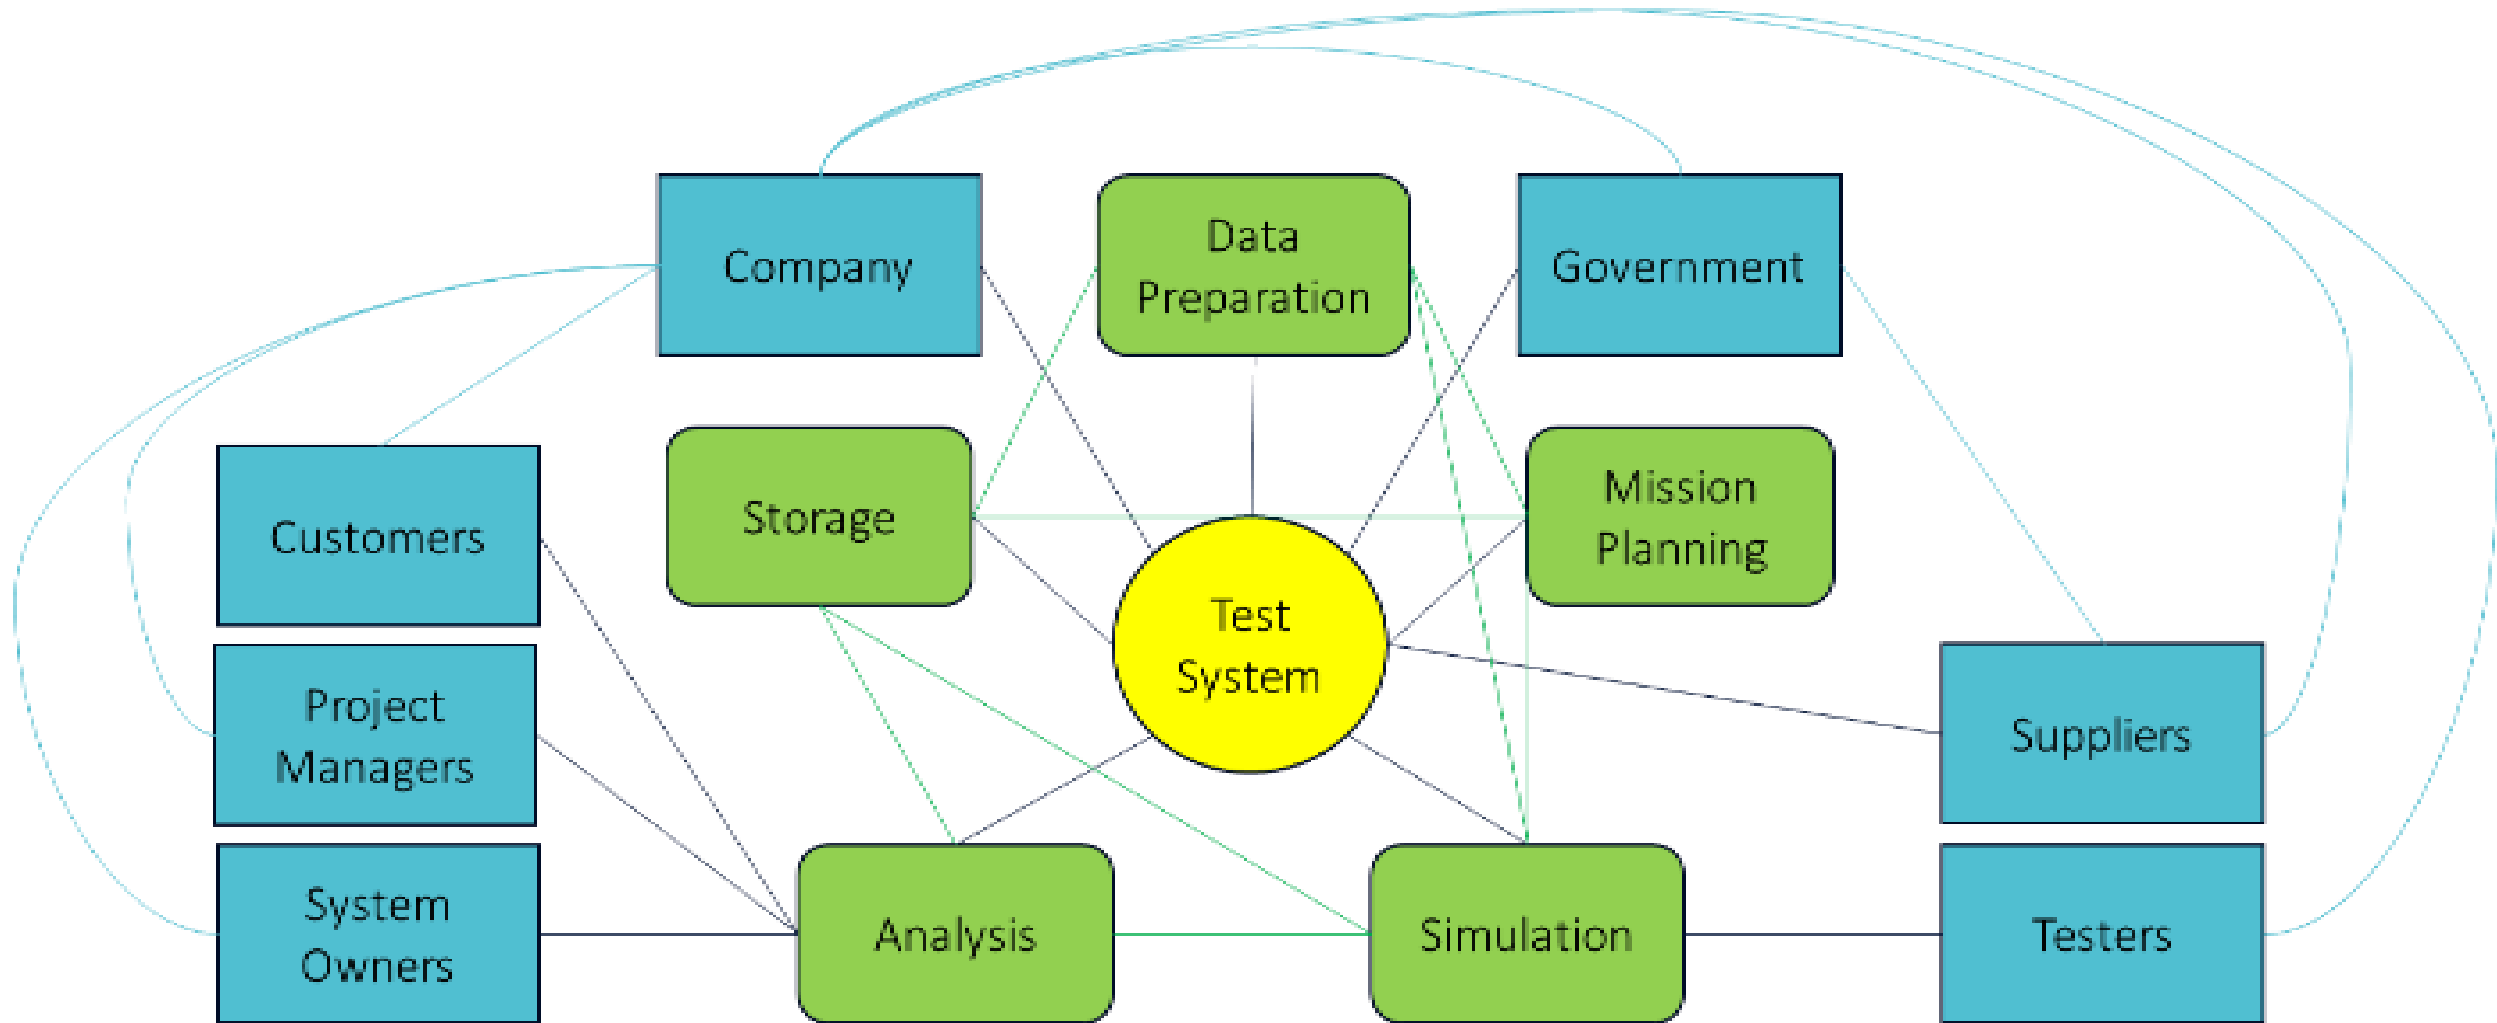 Company
Data
Preparation
Government
Storage
Mission
Planning
Customers
Test
System
Project
Managers
Suppliers
System
Owners
Analysis
Simulation
Testers